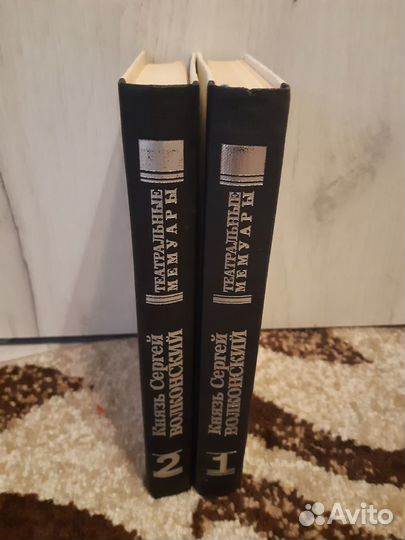 ТЕАТРАЛЬНЫЕ
МЕМУАРЫ
Князь Сергей
ВОЛКОНСКИЙ
2
ТЕАТРАЛЬНЫЕ
МЕМУАРЫ
Князь Сергей
ВОЛКОНСКИЙ
1
Avito